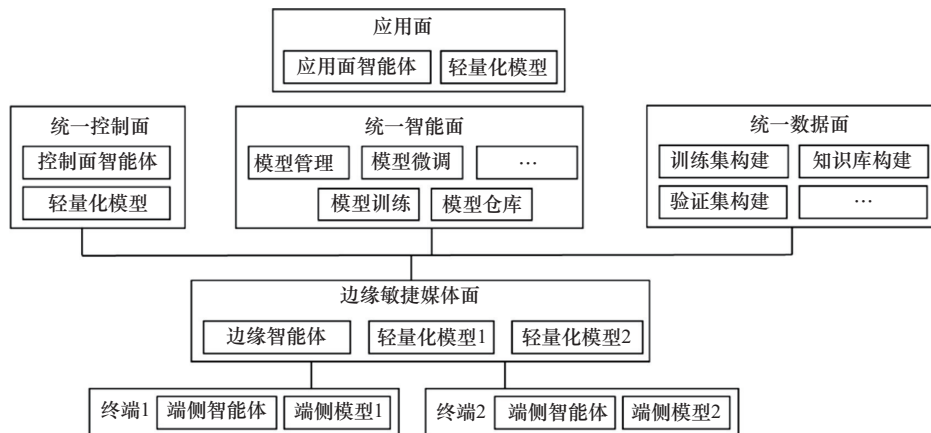 应用面
应用面智能体 轻量化模型
统一控制面
控制面智能体
轻量化模型
统一智能面
模型管理 模型微调 …
模型训练 模型仓库
统一数据面
训练集构建 知识库构建
验证集构建 …
边缘敏捷媒体面
边缘智能体 轻量化模型1 轻量化模型2
终端1 端侧智能体 端侧模型1
终端2 端侧智能体 端侧模型2